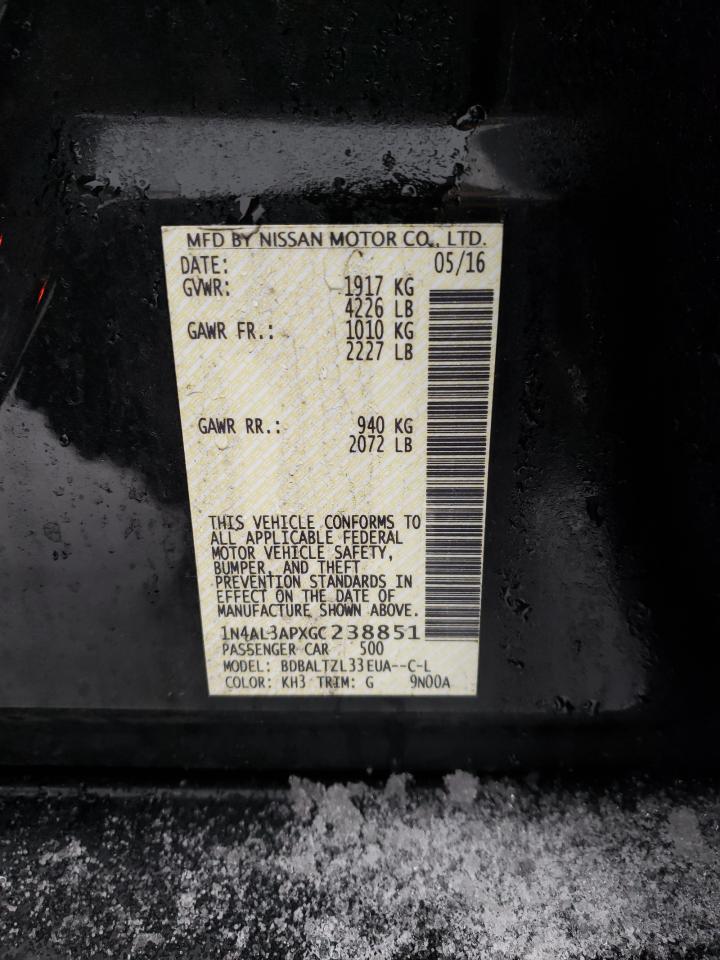 MFD BY NISSAN MOTOR CO., LTD.
DATE: 05/16
GVWR: 1917 KG
4226 LB
GAWR FR.: 1010 KG
2227 LB
GAWR RR.: 940 KG
2072 LB
THIS VEHICLE CONFORMS TO
ALL APPLICABLE FEDERAL
MOTOR VEHICLE SAFETY,
BUMPER, AND THEFT
PREVENTION STANDARDS IN
EFFECT ON THE DATE OF
MANUFACTURE SHOWN ABOVE.
1N4AL3APXGC238851
PASSENGER CAR 500
MODEL: BDBALTZL33EUA--C-L
COLOR: KH3 TRIM: G 9N00A